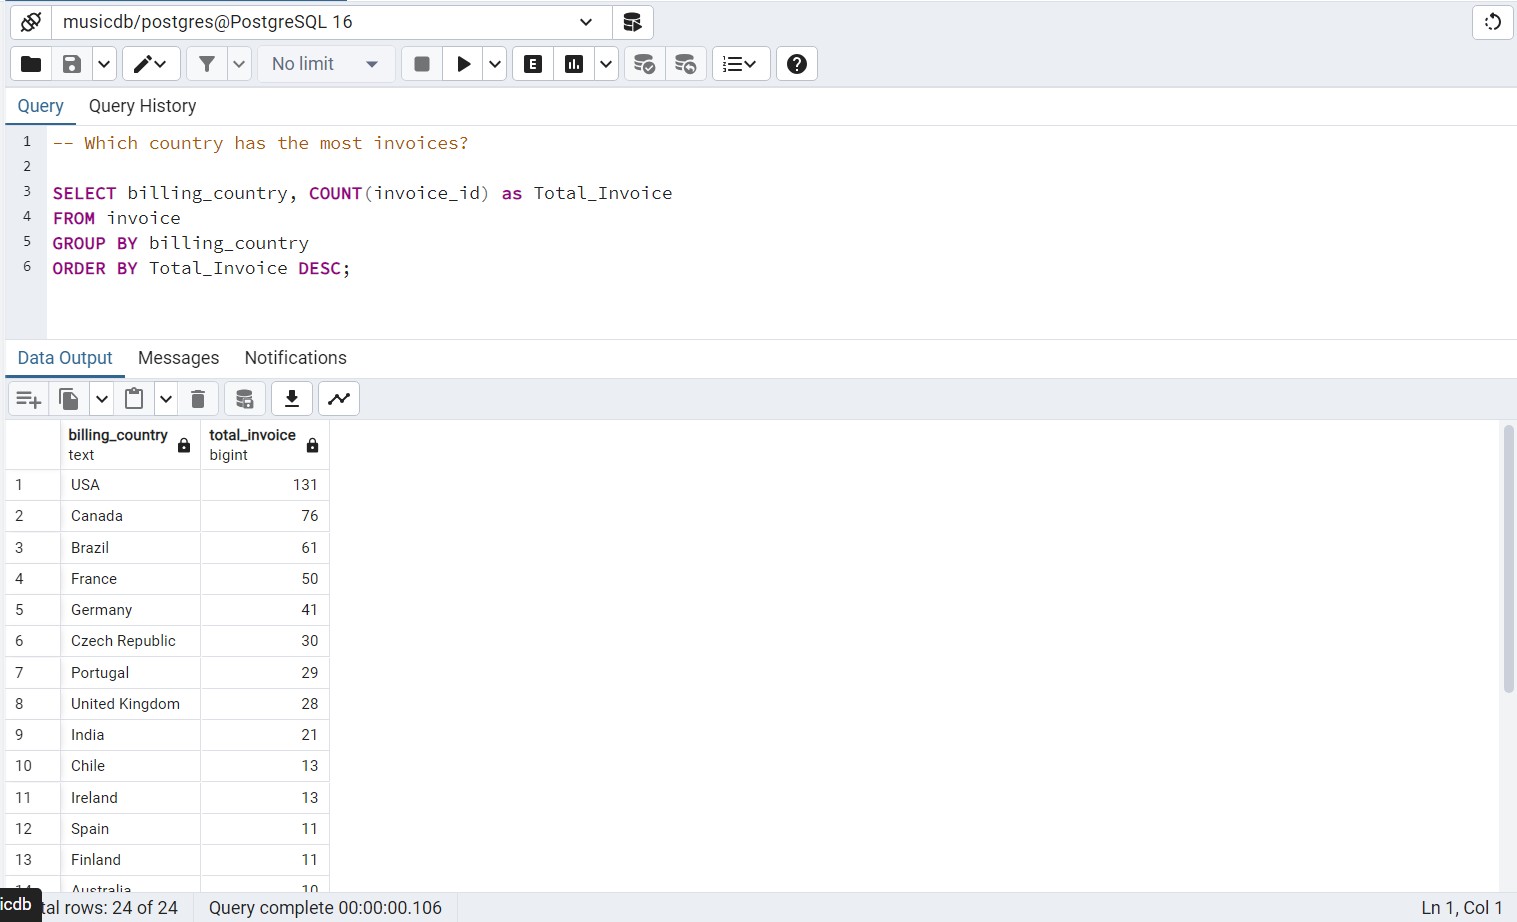 musicdb/postgres@PostgreSQL 16
No limit
E
Query Query History
1 -- Which country has the most invoices?
2
3 SELECT billing_country, COUNT(invoice_id) as Total_Invoice
4 FROM invoice
5 GROUP BY billing_country
6 ORDER BY Total_Invoice DESC;
Data Output Messages Notifications
billing_country total_invoice
text bigint
1 USA 131
2 Canada 76
3 Brazil 61
4 France 50
5 Germany 41
6 Czech Republic 30
7 Portugal 29
8 United Kingdom 28
9 India 21
10 Chile 13
11 Ireland 13
12 Spain 11
13 Finland 11
14 Australia 10
icdb tal rows: 24 of 24 Query complete 00:00:00.106 Ln 1, Col 1